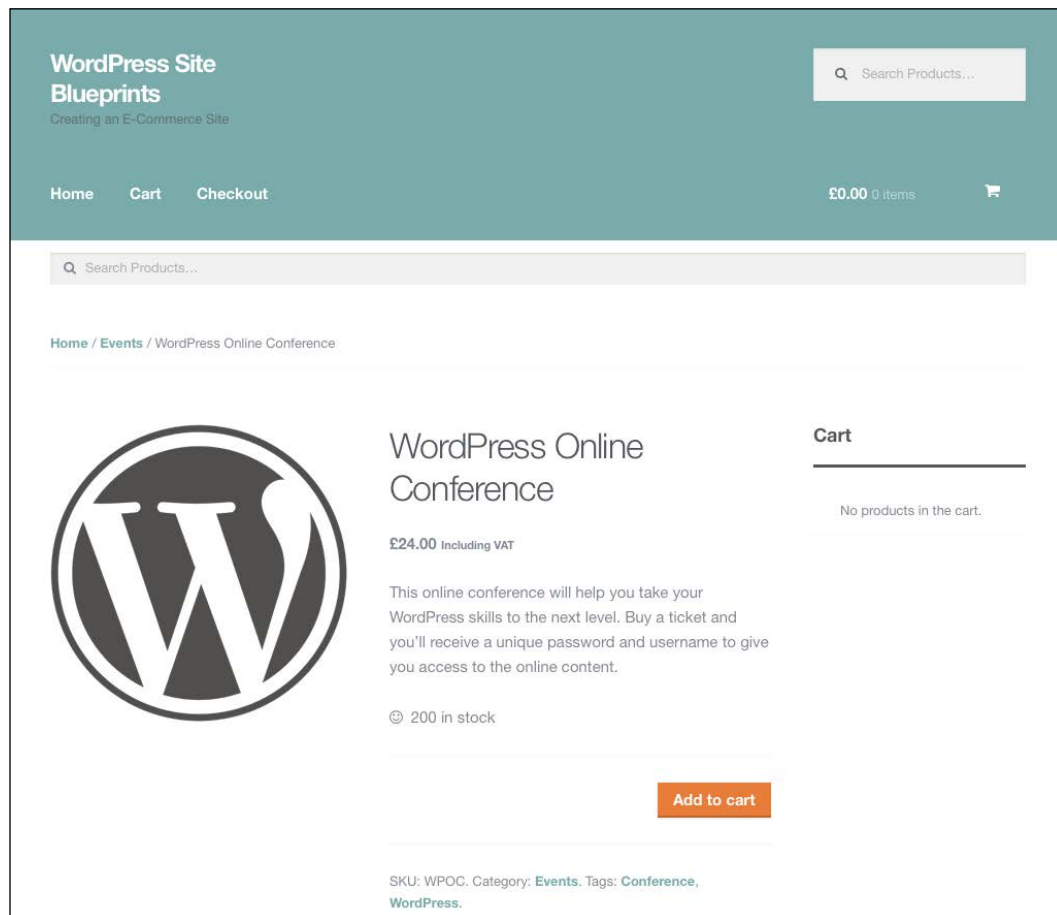 WordPress Site
Blueprints
Creating an E-Commerce Site
Search Products...
Home Cart Checkout
£0.00 0 items
Search Products...
Home / Events / WordPress Online Conference
WordPress Online
Conference
£24.00 Including VAT
This online conference will help you take your
WordPress skills to the next level. Buy a ticket and
you'll receive a unique password and username to give
you access to the online content.
200 in stock
Add to cart
SKU: WPOC. Category: Events. Tags: Conference,
WordPress.
Cart
No products in the cart.